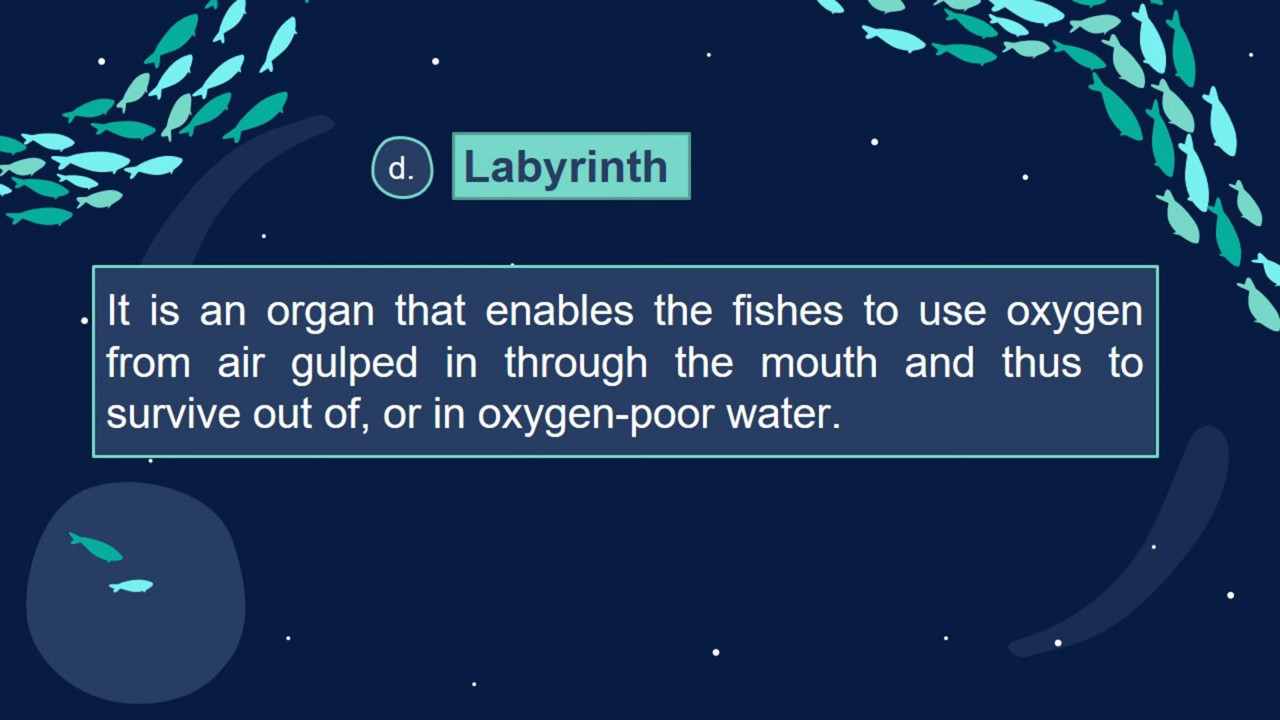 d. Labyrinth
It is an organ that enables the fishes to use oxygen
from air gulped in through the mouth and thus to
survive out of, or in oxygen-poor water.